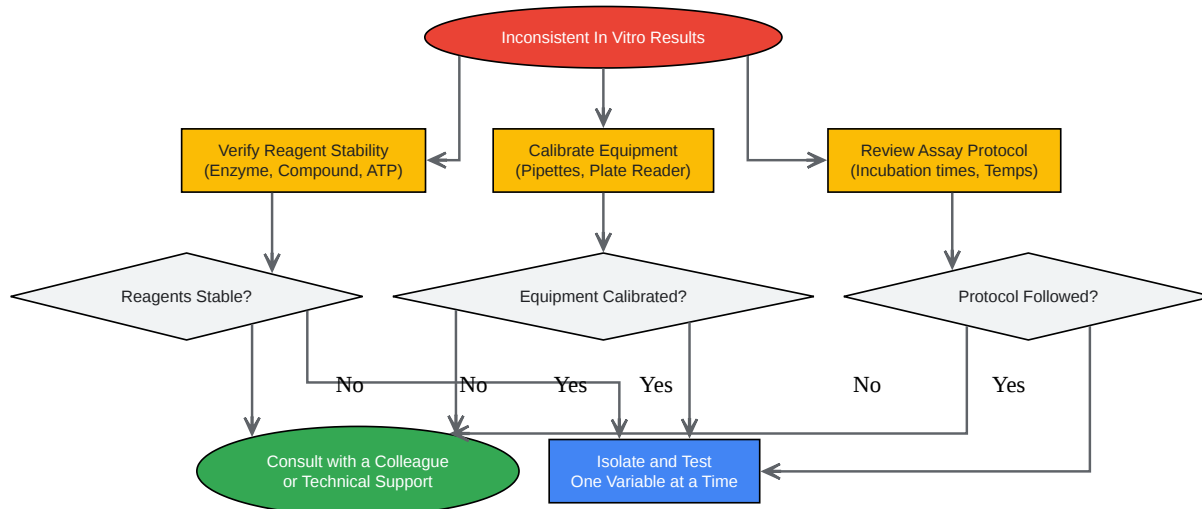 Inconsistent In Vitro Results
Verify Reagent Stability
(Enzyme, Compound, ATP)
Calibrate Equipment
(Pipettes, Plate Reader)
Review Assay Protocol
(Incubation times, Temps)
Reagents Stable?
Equipment Calibrated?
Protocol Followed?
No
No
Yes
Yes
No
Yes
Consult with a Colleague
or Technical Support
Isolate and Test
One Variable at a Time